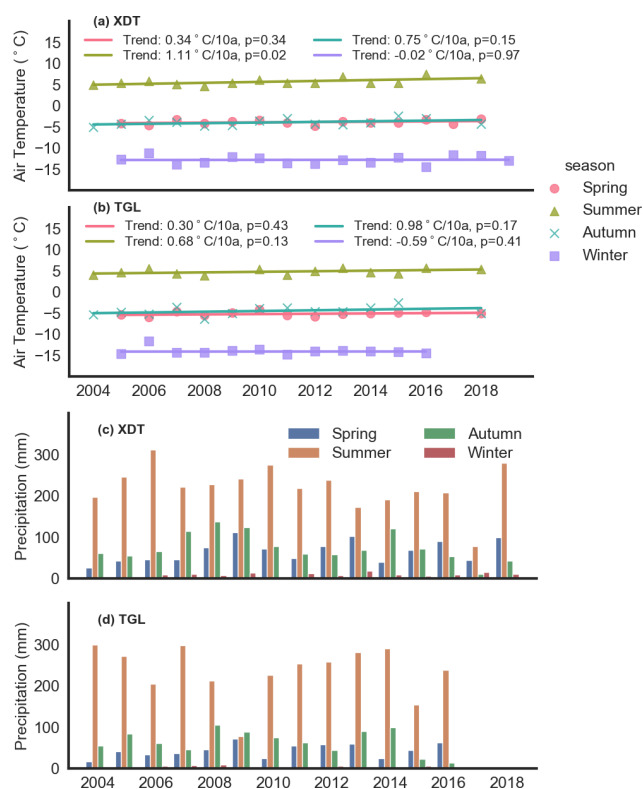 (a) XDT
Trend: 0.34°C/10a, p=0.34
Trend: 0.75°C/10a, p=0.15
Trend: 1.11°C/10a, p=0.02
Trend: -0.02°C/10a, p=0.97
Air Temperature (°C)
15
10
5
0
−5
−10
−15
season
Spring
Summer
Autumn
Winter
(b) TGL
Trend: 0.30°C/10a, p=0.43
Trend: 0.98°C/10a, p=0.17
Trend: 0.68°C/10a, p=0.13
Trend: -0.59°C/10a, p=0.41
Air Temperature (°C)
15
10
5
0
−5
−10
−15
2004 2006 2008 2010 2012 2014 2016 2018
(c) XDT
Spring
Autumn
Summer
Winter
Precipitation (mm)
300
200
100
0
(d) TGL
Precipitation (mm)
300
200
100
0
2004 2006 2008 2010 2012 2014 2016 2018